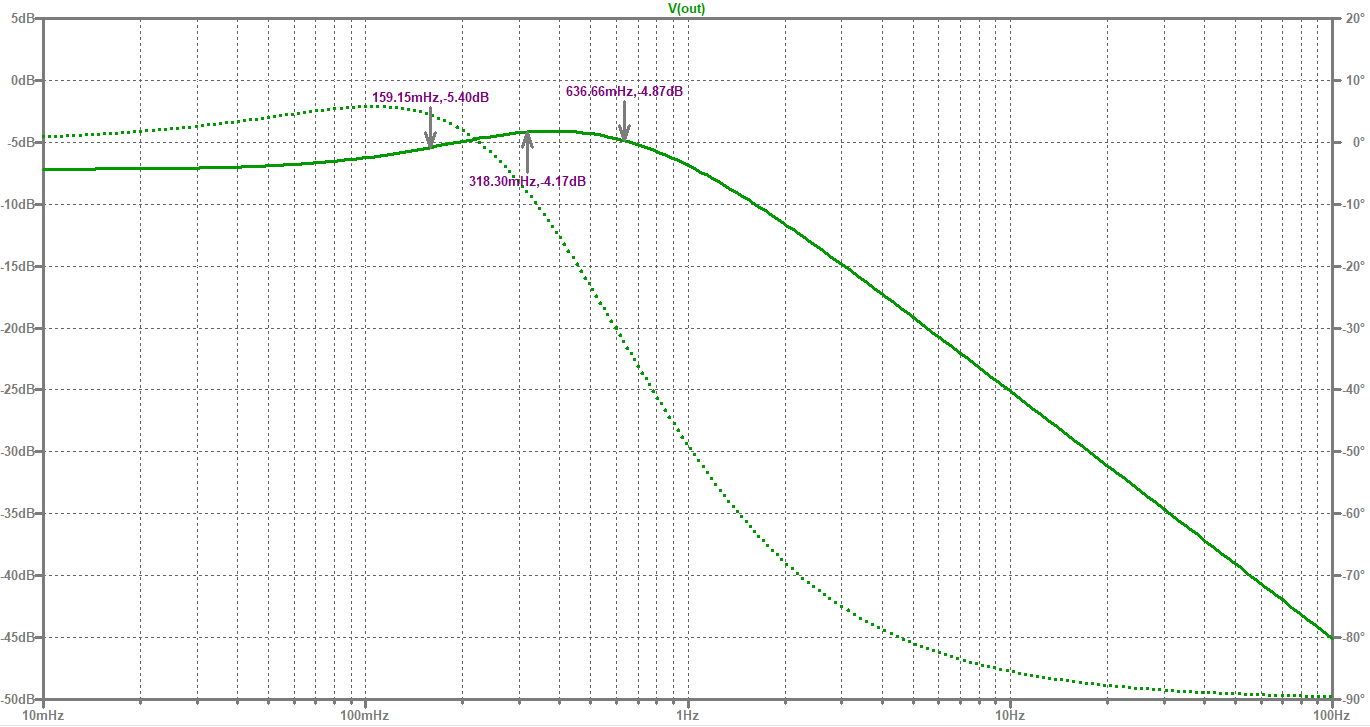 V(out)
5dB
20°
0dB
10°
636.66mHz,-4.87dB
159.15mHz,-5.40dB
-5dB
0°
318.30mHz,-4.17dB
-10dB
-10°
-15dB
-20°
-20dB
-30°
-25dB
-40°
-30dB
-50°
-35dB
-60°
-40dB
-70°
-45dB
-80°
-50dB
-90°
10mHz
100mHz
1Hz
10Hz
100Hz